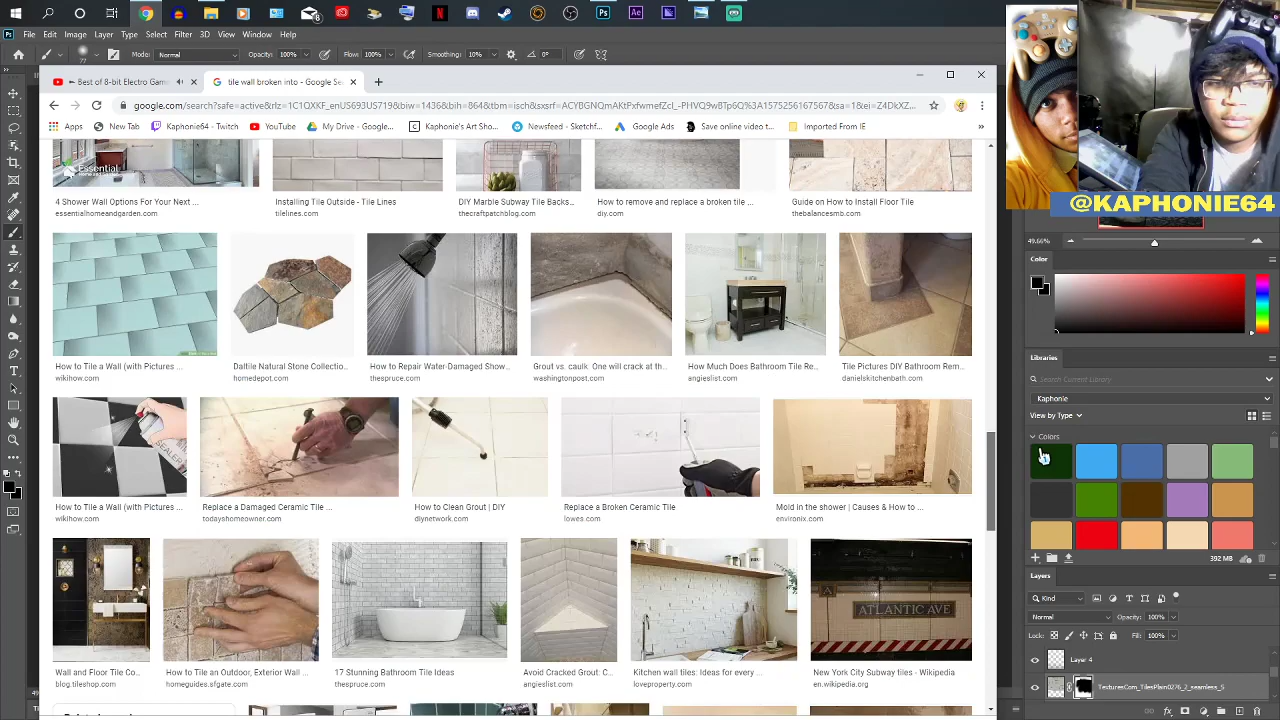 8
File Edit Image Layer Type Select Filter 3D View Window Help
Mode: Normal Opacity: 100% Flow: 100% Smoothing: 10% 0°
Best of 8-bit Electro Gam
tile wall broken into - Google Se
google.com/search?safe=active&rlz=1C1QXKF_enUS693US719&biw=1436&bih=864&tbm=isch&sxsrf=
Apps New Tab Kaphonie64 - Twitch YouTube My Drive - Google... Kaphonie's Art Sho... Newsfeed - Sketchf... Google Ads Save online video t... Imported From IE
@KAPHONIE64
Essential
4 Shower Wall Options For Your Next ...
essentialhomeandgarden.com
Installing Tile Outside - Tile Lines
tilelines.com
DIY Marble Subway Tile Backs...
thecraftpatchblog.com
How to remove and replace a broken tile ...
diy.com
Guide on How to Install Floor Tile
thebalancesmb.com
How to Tile a Wall (with Pictures ...
wikihow.com
Daltile Natural Stone Collectio...
homedepot.com
How to Repair Water-Damaged Show...
thespruce.com
Grout vs. caulk: One will crack at th...
washingtonpost.com
How Much Does Bathroom Tile Re...
angieslist.com
Tile Pictures DIY Bathroom Rem...
danielskitchenbath.com
SEALER
How to Tile a Wall (with Pictures ...
wikihow.com
Replace a Damaged Ceramic Tile ...
todayshomeowner.com
How to Clean Grout | DIY
diynetwork.com
Replace a Broken Ceramic Tile
lowes.com
Mold in the shower | Causes & How to ...
environix.com
ATLANTIC AVE
Wall and Floor Tile Co...
blog.tileshop.com
How to Tile an Outdoor, Exterior Wall ...
homeguides.sfgate.com
17 Stunning Bathroom Tile Ideas
thespruce.com
Avoid Cracked Grout: C...
angieslist.com
Kitchen wall tiles: Ideas for every ...
loveproperty.com
New York City Subway tiles - Wikipedia
en.wikipedia.org
49.66%
Color
Libraries
Search Current Library
Kaphonie
View by Type
Colors
392 MB
Layers
Kind
Normal Opacity: 100%
Lock: Fill: 100%
Layer 4
TexturesCom_TilesPlain0276_2_seamless_S